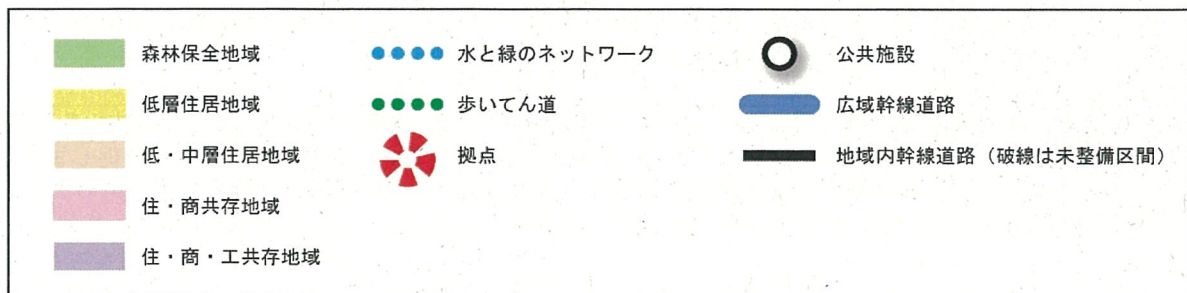 森林保全地域
低層住居地域
低・中層住居地域
住・商共存地域
住・商・工共存地域
水と緑のネットワーク
歩いてん道
拠点
公共施設
広域幹線道路
地域内幹線道路（破線は未整備区間）